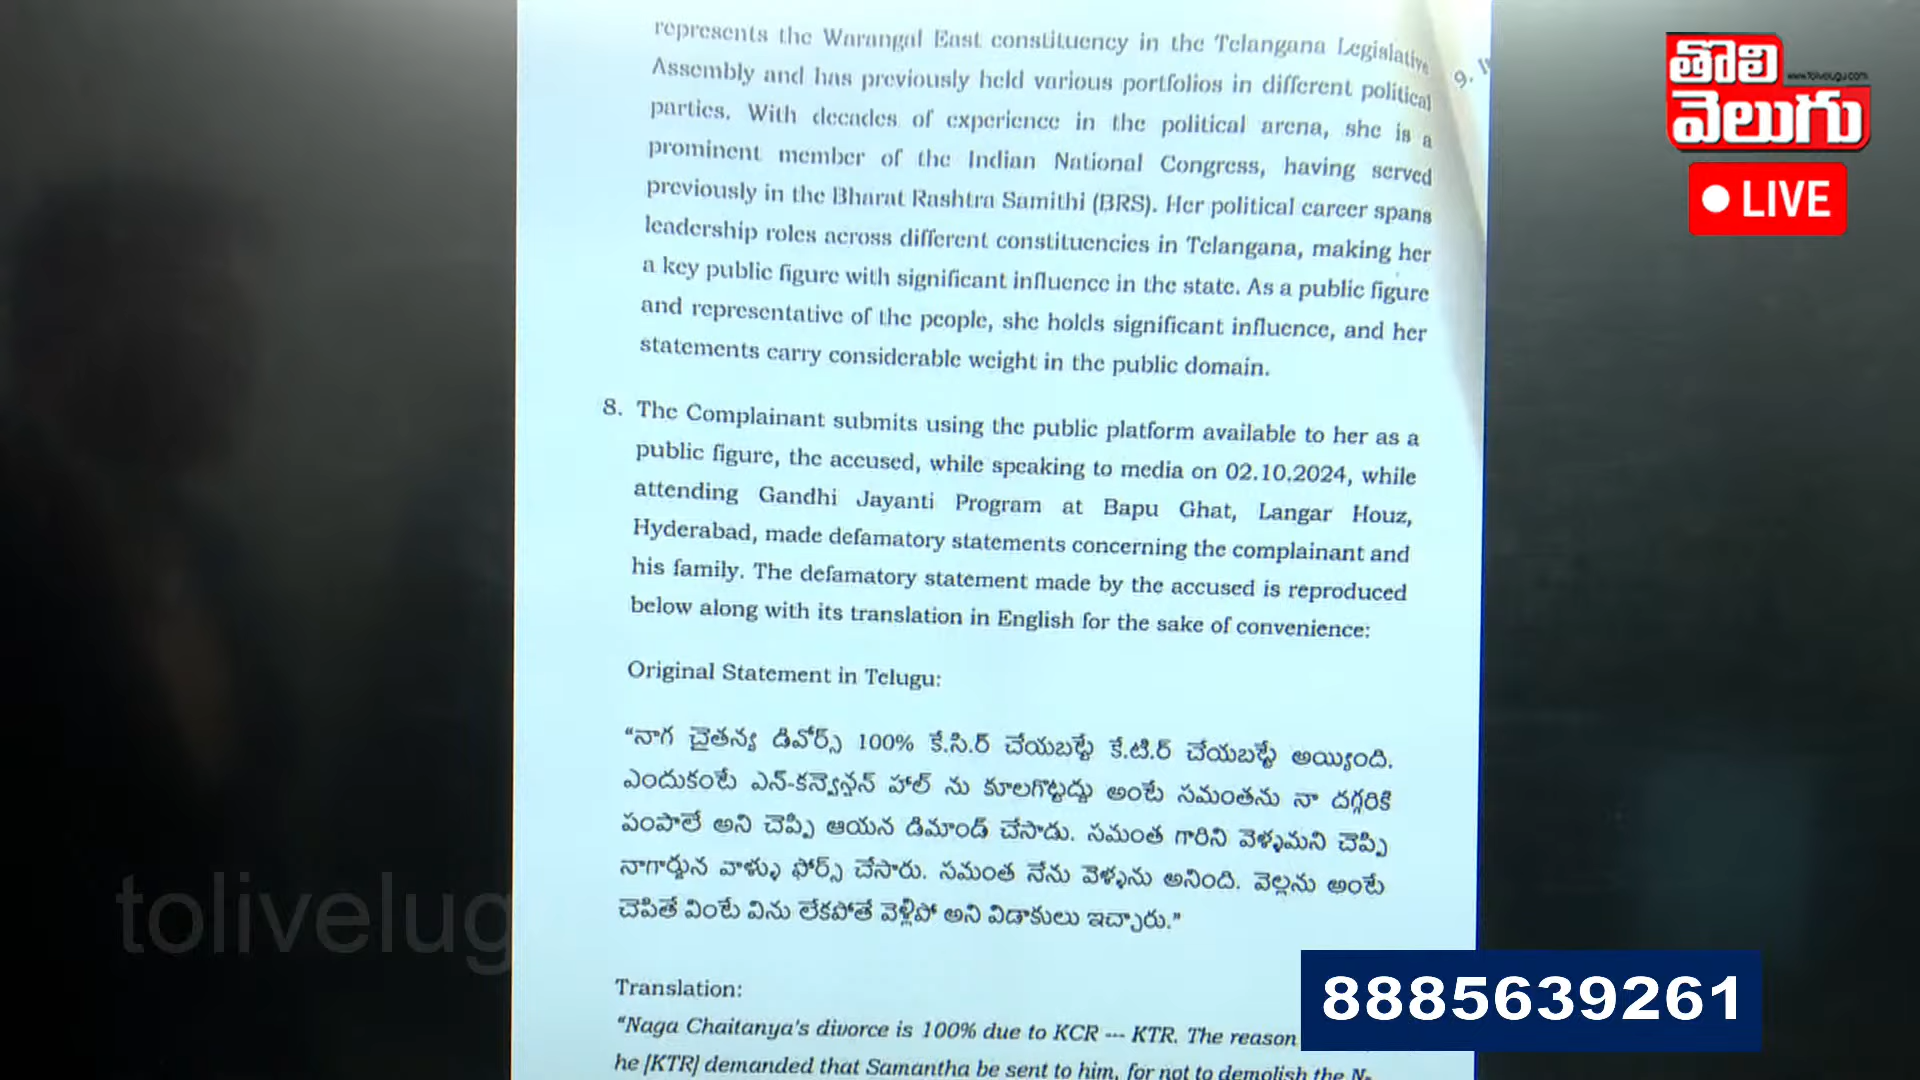 represents the Warangal East constituency in the Telangana Legislative
Assembly and has previously held various portfolios in different political
parties. With decades of experience in the political arena, she is a
prominent member of the Indian National Congress, having served
previously in the Bharat Rashtra Samithi (BRS). Her political career spans
leadership roles across different constituencies in Telangana, making her
a key public figure with significant influence in the state. As a public figure
and representative of the people, she holds significant influence, and her
statements carry considerable weight in the public domain.
8. The Complainant submits using the public platform available to her as a
public figure, the accused, while speaking to media on 02.10.2024, while
attending Gandhi Jayanti Program at Bapu Ghat, Langar Houz,
Hyderabad, made defamatory statements concerning the complainant and
his family. The defamatory statement made by the accused is reproduced
below along with its translation in English for the sake of convenience:
Original Statement in Telugu:
“నాగ చైతన్య డివోర్స్ 100% కే.సి.ర్ చేయబట్టే కే.టి.ర్ చేయబట్టే అయ్యింది.
ఎందుకంటే ఎన్-కన్వెన్షన్ హాల్ ను కూలగొట్టద్దు అంటే సమంతను నా దగ్గరికి
పంపాలే అని చెప్పి ఆయన డిమాండ్ చేసాడు. సమంత గారిని వెళ్ళమని చెప్పి
నాగార్జున వాళ్ళు ఫోర్స్ చేసారు. సమంత నేను వెళ్ళను అనింది. వెల్లను అంటే
చెపితే వింటే విను లేకపోతే వెళ్లిపో అని విడాకులు ఇచ్చారు.”
Translation:
“Naga Chaitanya's divorce is 100% due to KCR --- KTR. The reason
he [KTR] demanded that Samantha be sent to him, for not to demolish the N-
9.
తొలి
www.tolivelugu.com
వెలుగు
LIVE
tolivelug
8885639261